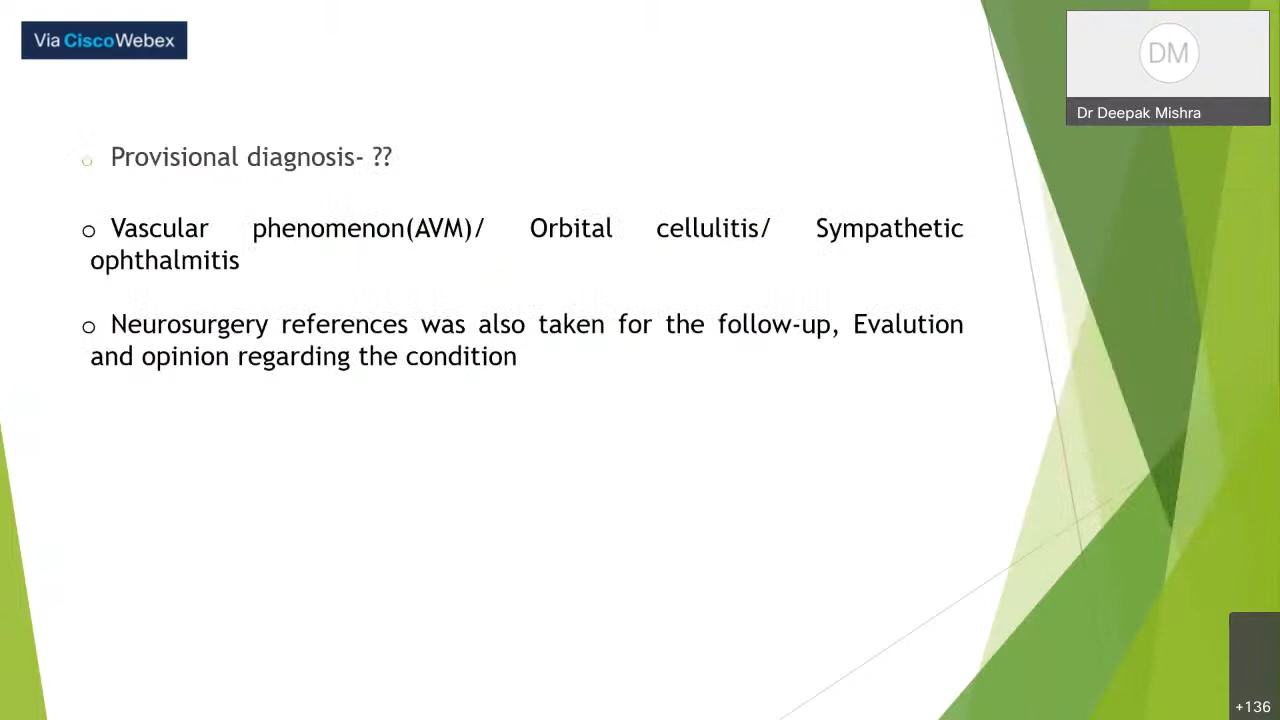 Via CiscoWebex
DM
Dr Deepak Mishra
Provisional diagnosis- ??
Vascular phenomenon(AVM)/ Orbital cellulitis/ Sympathetic
ophthalmitis
Neurosurgery references was also taken for the follow-up, Evalution
and opinion regarding the condition
+136